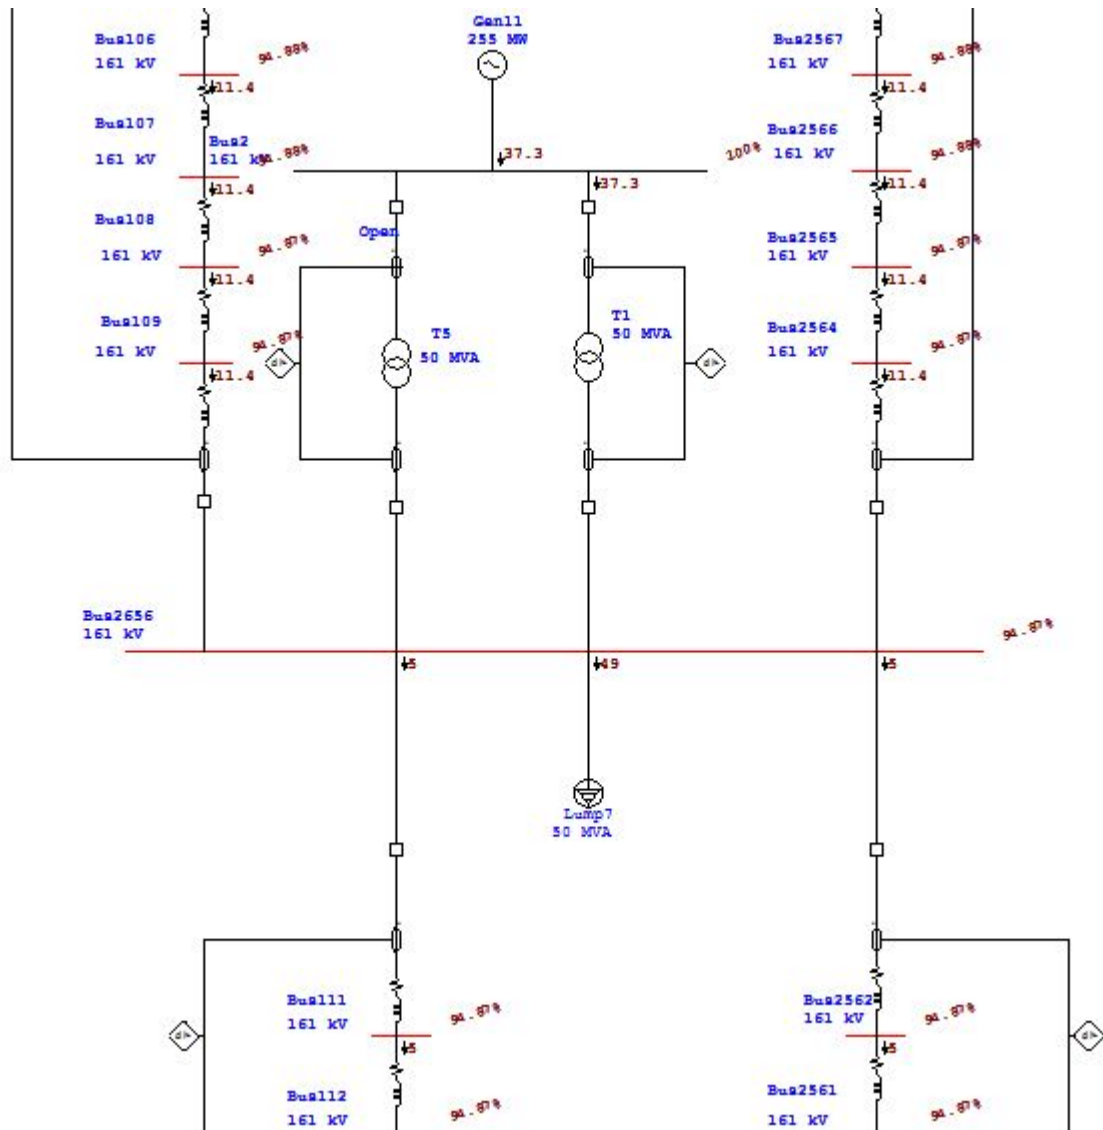 Gen11
255 MW
Bus106
161 kV
94.88%
11.4
Bus107
161 kV
94.88%
11.4
Bus2
161 kV
100%
37.3
37.3
Bus108
161 kV
94.87%
11.4
Bus109
161 kV
94.87%
11.4
Open
T5
50 MVA
T1
50 MVA
Bus2567
161 kV
94.88%
11.4
Bus2566
161 kV
94.88%
11.4
Bus2565
161 kV
94.87%
11.4
Bus2564
161 kV
94.87%
11.4
Bus2656
161 kV
94.87%
5
49
5
Lump7
50 MVA
Bus111
161 kV
94.87%
5
Bus112
161 kV
94.87%
Bus2562
161 kV
94.87%
5
Bus2561
161 kV
94.87%